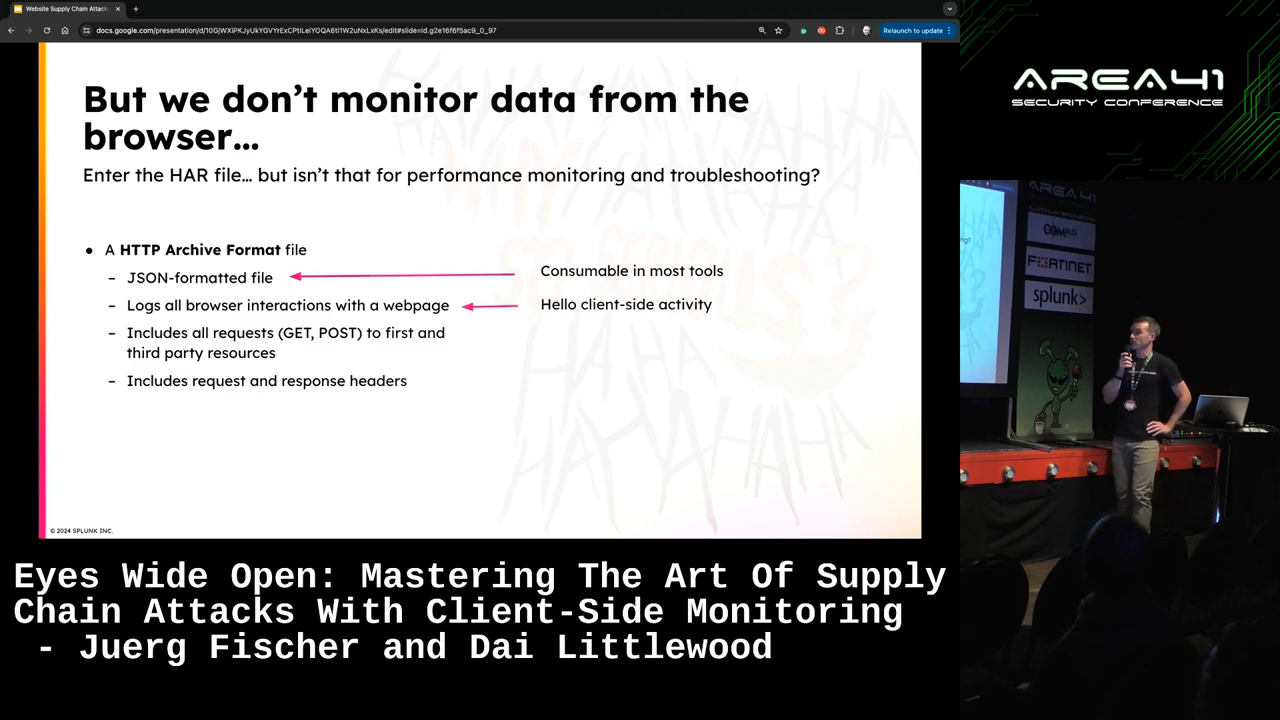 Website Supply Chain Attack
docs.google.com/presentation/d/10GjWXiPKJyUkYGVYrExCPtILeiYOQA6ti1W2uNxLxKs/edit#slide=id.g2e16f6f5ac9_0_97
Relaunch to update
But we don't monitor data from the
browser...
Enter the HAR file... but isn't that for performance monitoring and troubleshooting?
● A HTTP Archive Format file
– JSON-formatted file
Consumable in most tools
– Logs all browser interactions with a webpage
Hello client-side activity
– Includes all requests (GET, POST) to first and
third party resources
– Includes request and response headers
© 2024 SPLUNK INC.
AREA41
SECURITY CONFERENCE
AREA 41
FORTINET
splunk>
Eyes Wide Open: Mastering The Art Of Supply
Chain Attacks With Client-Side Monitoring
- Juerg Fischer and Dai Littlewood